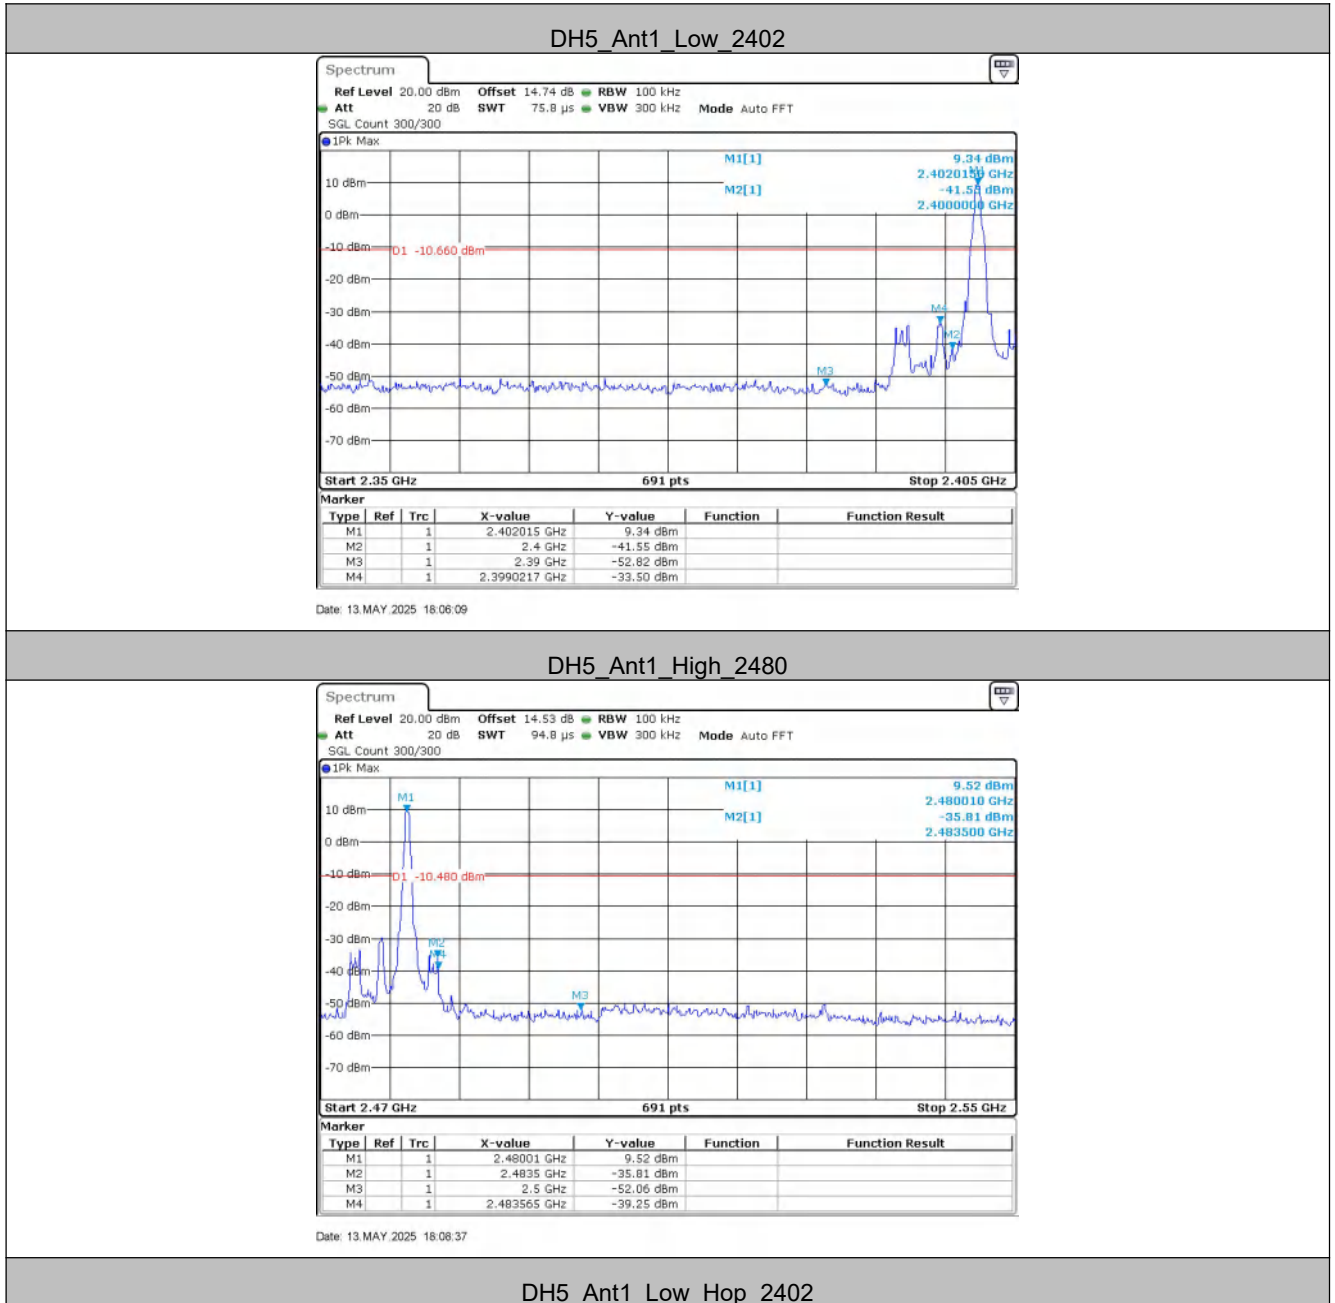 DH5_Ant1_Low_2402
Spectrum
Ref Level 20.00 dBm Offset 14.74 dB RBW 100 kHz
Att 20 dB SWT 75.8 µs VBW 300 kHz Mode Auto FFT
SGL Count 300/300
1Pk Max
M1[1] 9.34 dBm
2.4020150 GHz
10 dBm
M2[1] -41.55 dBm
2.4000000 GHz
0 dBm
-10 dBm
D1 -10.660 dBm
-20 dBm
-30 dBm
M4
M2
-40 dBm
M3
-50 dBm
-60 dBm
-70 dBm
Start 2.35 GHz 691 pts Stop 2.405 GHz
Marker
Type Ref Trc X-value Y-value Function Function Result
M1 1 2.402015 GHz 9.34 dBm
M2 1 2.4 GHz -41.55 dBm
M3 1 2.39 GHz -52.82 dBm
M4 1 2.3990217 GHz -33.50 dBm
Date: 13.MAY.2025 18:06:09
DH5_Ant1_High_2480
Spectrum
Ref Level 20.00 dBm Offset 14.53 dB RBW 100 kHz
Att 20 dB SWT 94.8 µs VBW 300 kHz Mode Auto FFT
SGL Count 300/300
1Pk Max
M1[1] 9.52 dBm
M1 2.480010 GHz
10 dBm
M2[1] -35.81 dBm
2.483500 GHz
0 dBm
-10 dBm
D1 -10.480 dBm
-20 dBm
-30 dBm
M2
M4
-40 dBm
M3
-50 dBm
-60 dBm
-70 dBm
Start 2.47 GHz 691 pts Stop 2.55 GHz
Marker
Type Ref Trc X-value Y-value Function Function Result
M1 1 2.48001 GHz 9.52 dBm
M2 1 2.4835 GHz -35.81 dBm
M3 1 2.5 GHz -52.06 dBm
M4 1 2.483565 GHz -39.25 dBm
Date: 13.MAY.2025 18:08:37
DH5_Ant1_Low_Hop_2402